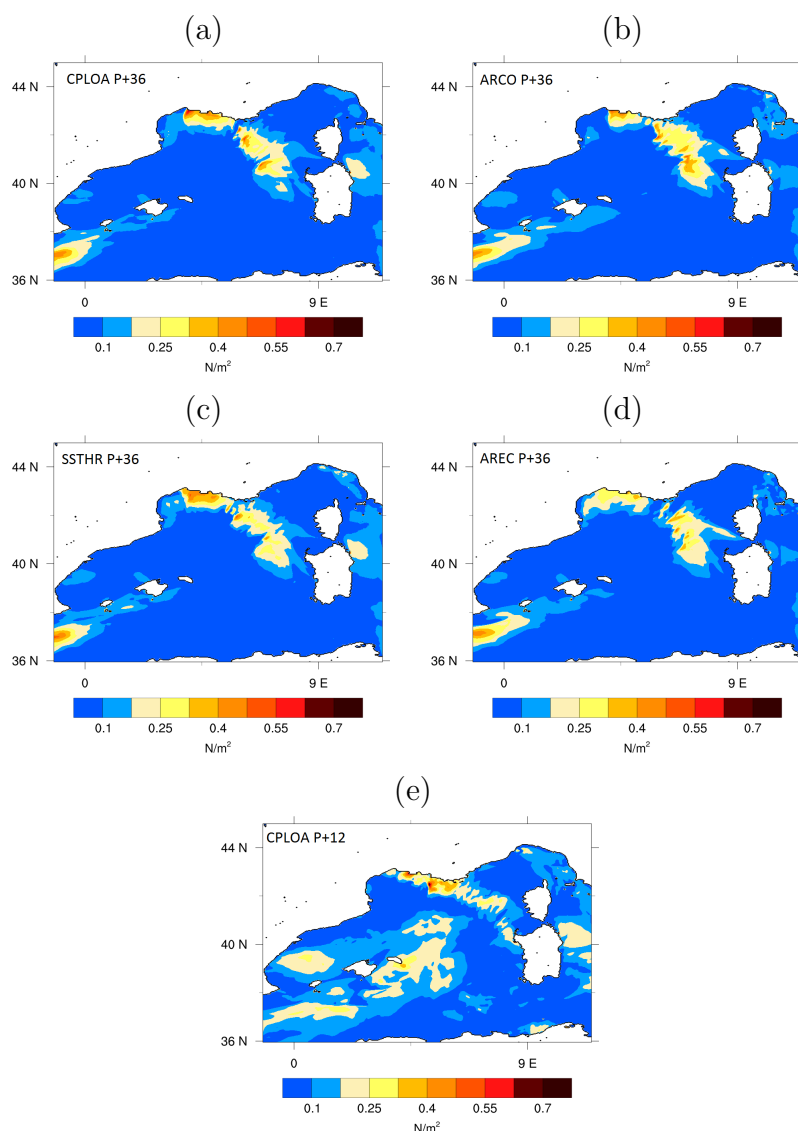 (a)
(b)
CPLOA P+36
ARCO P+36
44 N
44 N
40 N
40 N
36 N
36 N
0
9 E
0
9 E
0.1
0.25
0.4
0.55
0.7
0.1
0.25
0.4
0.55
0.7
N/m²
N/m²
(c)
(d)
SSTHR P+36
AREC P+36
44 N
44 N
40 N
40 N
36 N
36 N
0
9 E
0
9 E
0.1
0.25
0.4
0.55
0.7
0.1
0.25
0.4
0.55
0.7
N/m²
N/m²
(e)
CPLOA P+12
44 N
40 N
36 N
0
9 E
0.1
0.25
0.4
0.55
0.7
N/m²